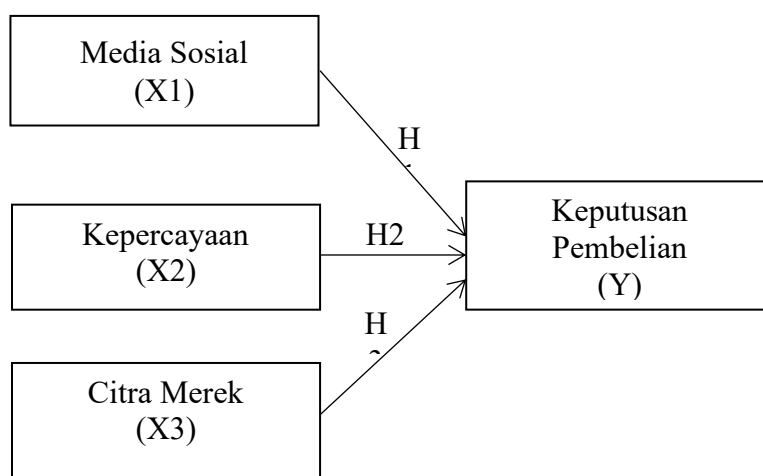 Media Sosial
(X1)
H
Kepercayaan
(X2)
H2
Keputusan
Pembelian
(Y)
H
Citra Merek
(X3)